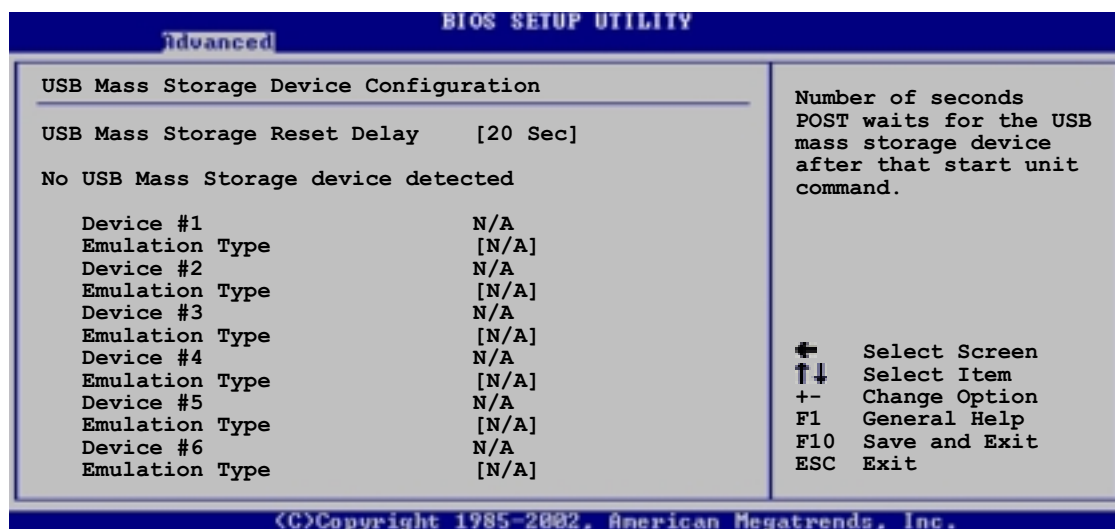 BIOS SETUP UTILITY
Advanced
USB Mass Storage Device Configuration
USB Mass Storage Reset Delay [20 Sec]
No USB Mass Storage device detected
Device #1 N/A
Emulation Type [N/A]
Device #2 N/A
Emulation Type [N/A]
Device #3 N/A
Emulation Type [N/A]
Device #4 N/A
Emulation Type [N/A]
Device #5 N/A
Emulation Type [N/A]
Device #6 N/A
Emulation Type [N/A]
Number of seconds
POST waits for the USB
mass storage device
after that start unit
command.
← Select Screen
↑↓ Select Item
+- Change Option
F1 General Help
F10 Save and Exit
ESC Exit
(C)Copyright 1985-2002, American Megatrends, Inc.